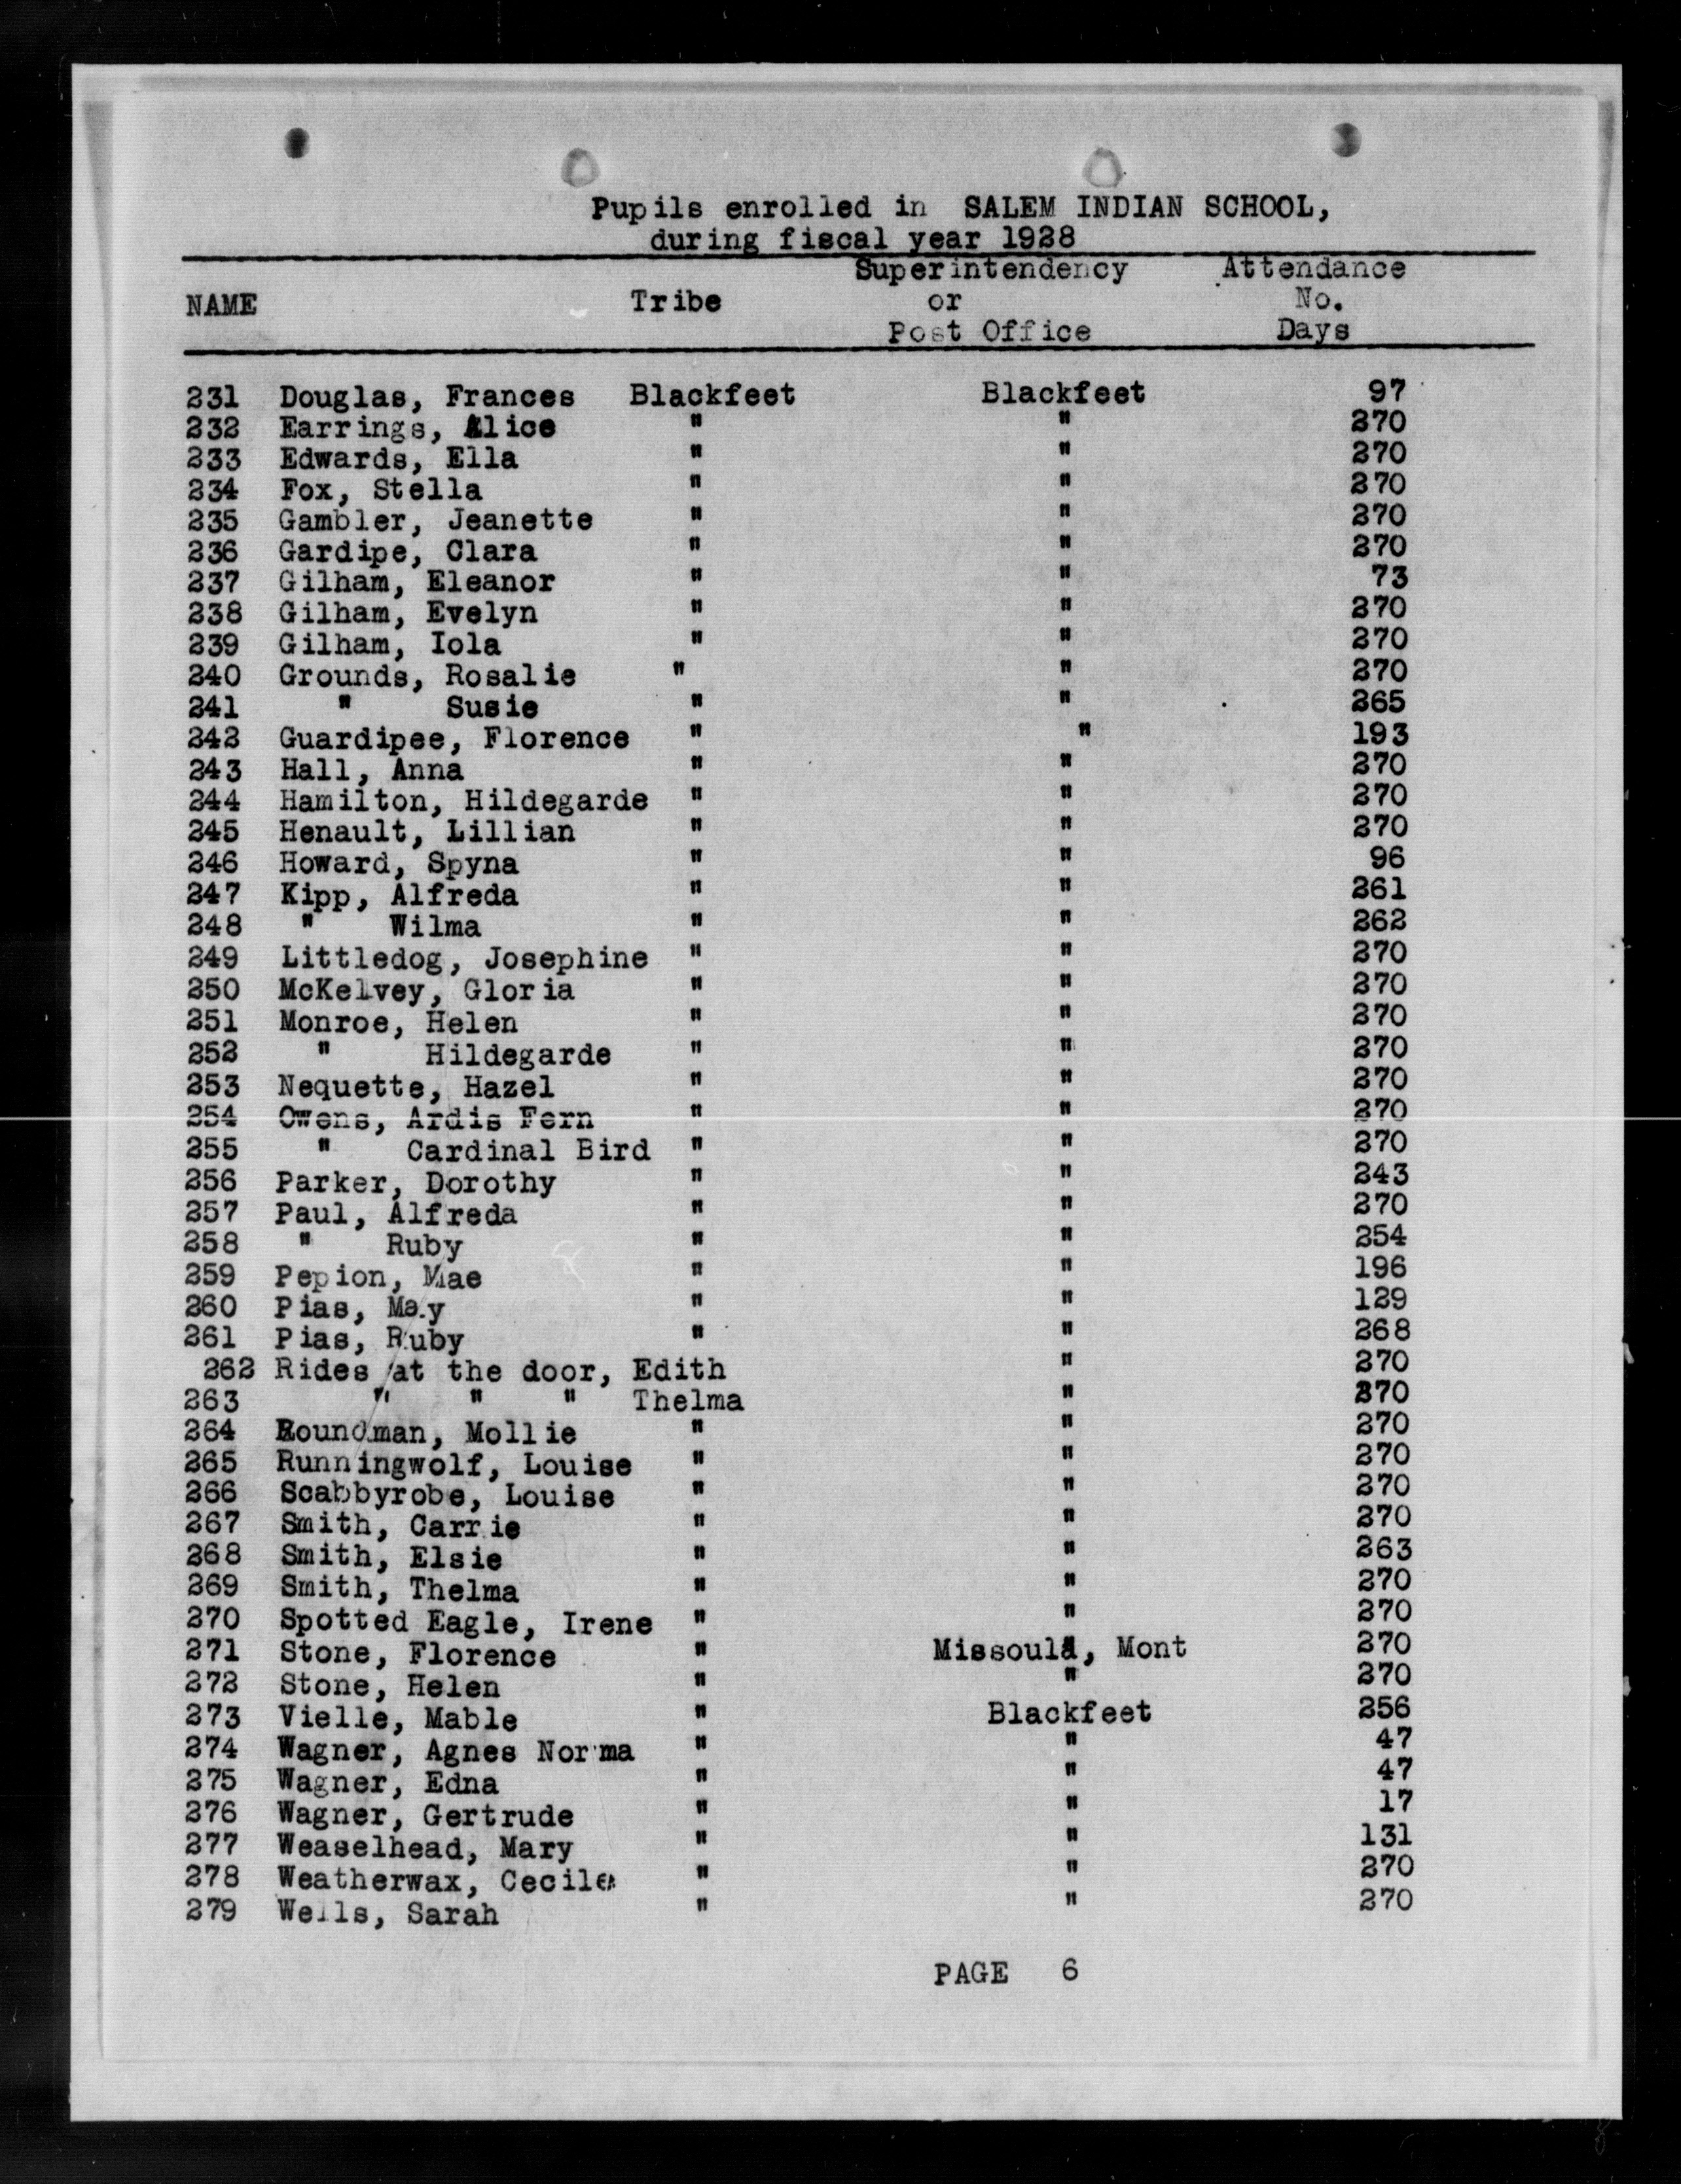 Pupils enrolled in SALEM INDIAN SCHOOL,
during fiscal year 1928
Superintendency Attendance
NAME Tribe or No.
Post Office Days
231 Douglas, Frances Blackfeet Blackfeet 97
232 Earrings, Alice " " 270
233 Edwards, Ella " " 270
234 Fox, Stella " " 270
235 Gambler, Jeanette " " 270
236 Gardipe, Clara " " 270
237 Gilham, Eleanor " " 73
238 Gilham, Evelyn " " 270
239 Gilham, Iola " " 270
240 Grounds, Rosalie " " 270
241 " Susie " " 265
242 Guardipee, Florence " " 193
243 Hall, Anna " " 270
244 Hamilton, Hildegarde " " 270
245 Henault, Lillian " " 270
246 Howard, Spyna " " 96
247 Kipp, Alfreda " " 261
248 " Wilma " " 262
249 Littledog, Josephine " " 270
250 McKelvey, Gloria " " 270
251 Monroe, Helen " " 270
252 " Hildegarde " " 270
253 Nequette, Hazel " " 270
254 Owens, Ardis Fern " " 270
255 " Cardinal Bird " " 270
256 Parker, Dorothy " " 243
257 Paul, Alfreda " " 270
258 " Ruby " " 254
259 Pepion, Mae " " 196
260 Pias, May " " 129
261 Pias, Ruby " " 268
262 Rides at the door, Edith " 270
263 " " " Thelma " 270
264 Roundman, Mollie " " 270
265 Runningwolf, Louise " " 270
266 Scabbyrobe, Louise " " 270
267 Smith, Carrie " " 270
268 Smith, Elsie " " 263
269 Smith, Thelma " " 270
270 Spotted Eagle, Irene " " 270
271 Stone, Florence " Missoula, Mont 270
272 Stone, Helen " " 270
273 Vielle, Mable " Blackfeet 256
274 Wagner, Agnes Norma " " 47
275 Wagner, Edna " " 47
276 Wagner, Gertrude " " 17
277 Weaselhead, Mary " " 131
278 Weatherwax, Cecile " " 270
279 Wells, Sarah " " 270
PAGE 6